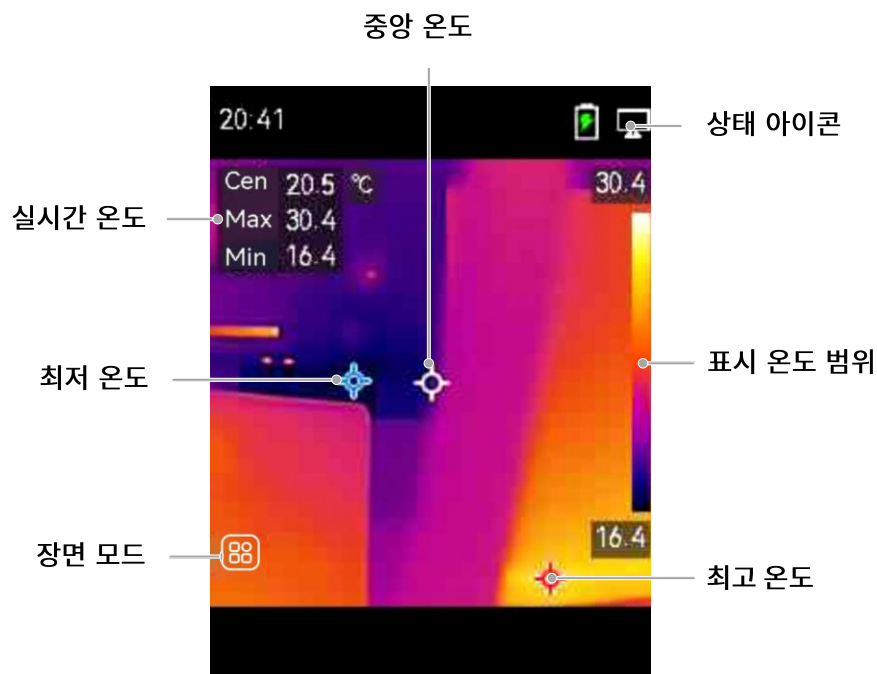 중앙 온도
20:41
상태 아이콘
Cen 20.5 ℃
30.4
실시간 온도
Max 30.4
Min 16.4
최저 온도
표시 온도 범위
장면 모드
16.4
최고 온도